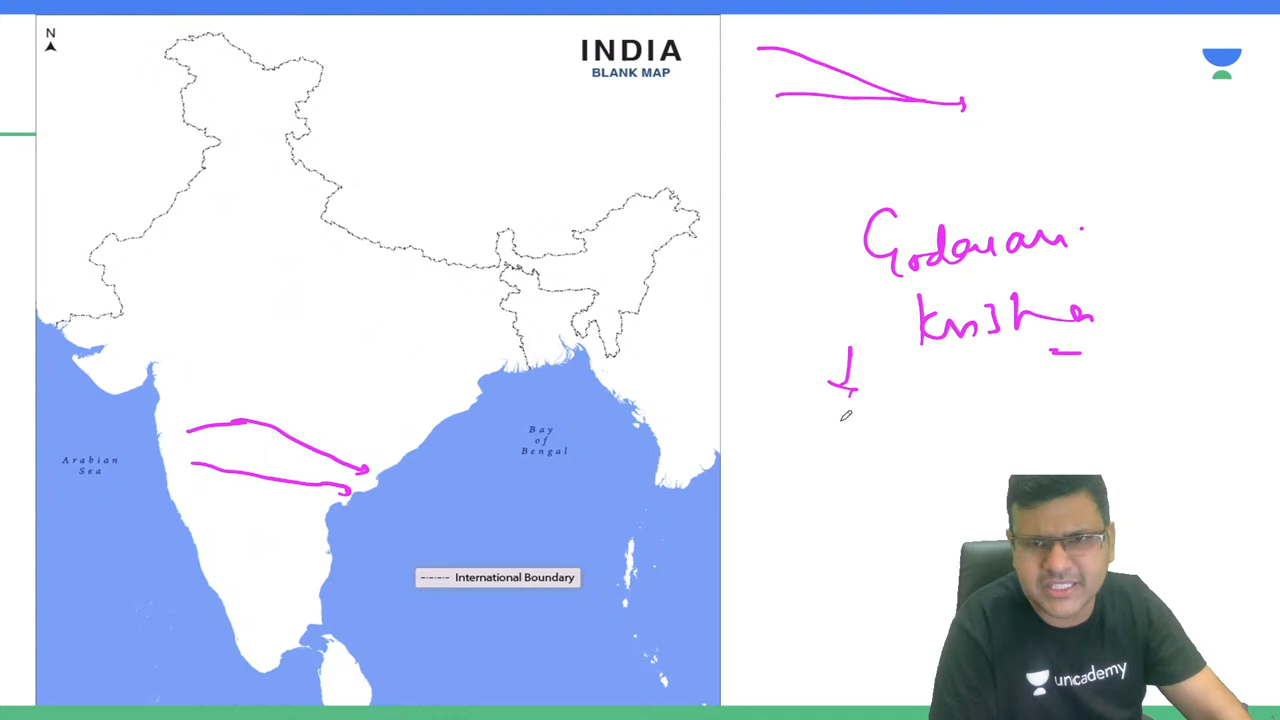 N
INDIA
BLANK MAP
Godavari
Krishna
Arabian
Sea
Bay
of
Bengal
International Boundary
unacademy